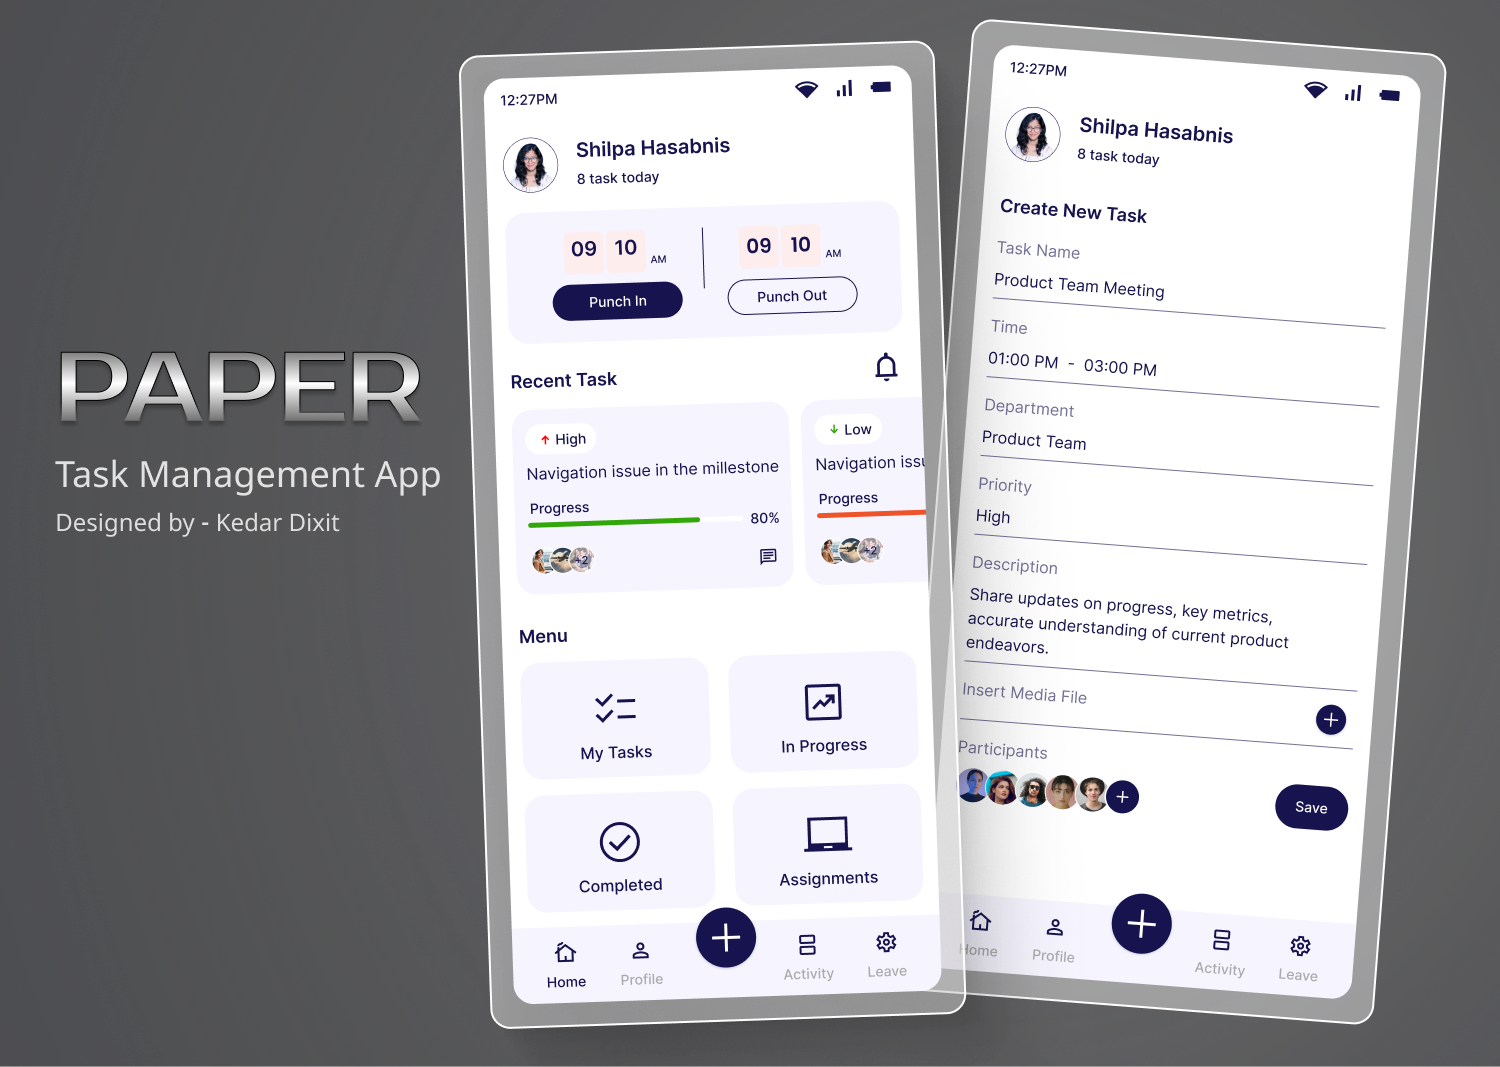 PAPER
Task Management App
Designed by - Kedar Dixit
12:27PM
Shilpa Hasabnis
8 task today
09 10 AM
09 10 AM
Punch In
Punch Out
Recent Task
High
Navigation issue in the millestone
Progress
80%
+2
Low
Navigation issu
Progress
+2
Menu
My Tasks
In Progress
Completed
Assignments
Home
Profile
Activity
Leave
12:27PM
Shilpa Hasabnis
8 task today
Create New Task
Task Name
Product Team Meeting
Time
01:00 PM - 03:00 PM
Department
Product Team
Priority
High
Description
Share updates on progress, key metrics,
accurate understanding of current product
endeavors.
Insert Media File
Participants
Save
Home
Profile
Activity
Leave